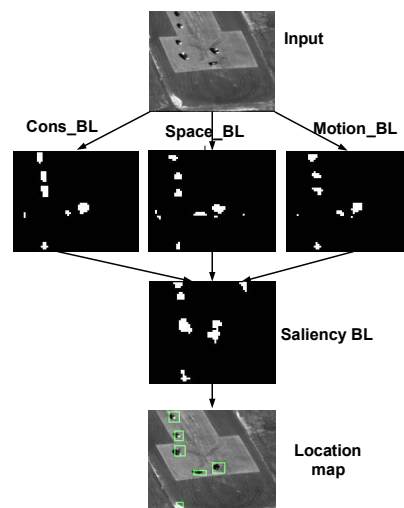 Input
Cons_BL
Space_BL
Motion_BL
Saliency BL
Location
map